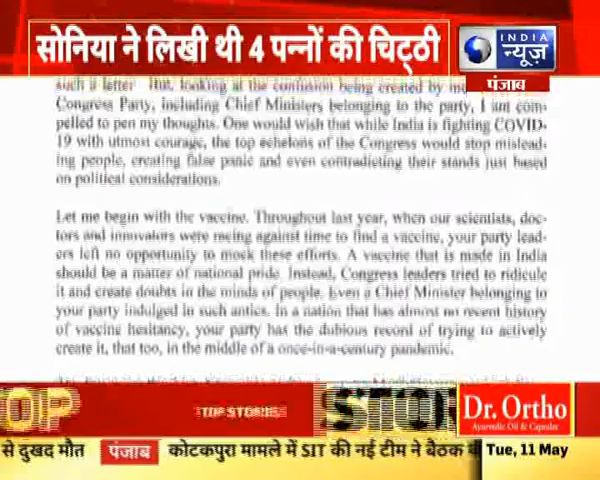 सोनिया ने लिखी थी 4 पन्नों की चिट्ठी
INDIA
न्यूज़
पंजाब
such a letter But, looking at the confusion being created by
Congress Party, including Chief Ministers belonging to the party, I am com-
pelled to pen my thoughts. One would wish that while India is fighting COVID-
19 with utmost courage, the top echelons of the Congress would stop mislead-
ing people, creating false panic and even contradicting their stands just based
on political considerations.
Let me begin with the vaccine. Throughout last year, when our scientists, doc-
tors and innovators were racing against time to find a vaccine, your party lead-
ers left no opportunity to mock these efforts. A vaccine that is made in India
should be a matter of national pride. Instead, Congress leaders tried to ridicule
it and create doubts in the minds of people. Even a Chief Minister belonging to
your party indulged in such antics. In a nation that has almost no recent history
of vaccine hesitancy, your party has the dubious record of trying to actively
create it, that too, in the middle of a once-in-a-century pandemic.
TOP STORIES
Dr. Ortho
Ayurvedic Oil & Capsules
से दुखद मौत पंजाब कोटकपुरा मामले में SIT की नई टीम ने बैठक Tue, 11 May